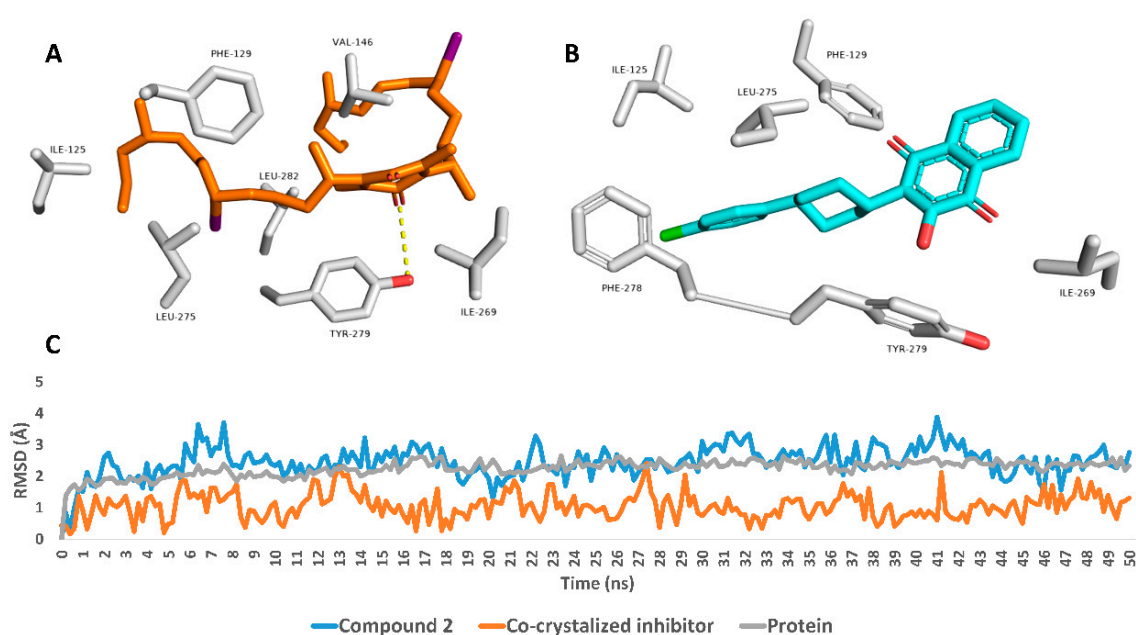 A
PHE-129
VAL-146
ILE-125
LEU-282
LEU-275
TYR-279
ILE-269
B
PHE-129
ILE-125
LEU-275
PHE-278
ILE-269
TYR-279
C
RMSD (Å)
5
4
3
2
1
0
0 1 2 3 4 5 6 7 8 9 10 11 12 13 14 15 16 17 18 19 20 21 22 23 24 25 26 27 28 29 30 31 32 33 34 35 36 37 38 39 40 41 42 43 44 45 46 47 48 49 50
Time (ns)
Compound 2 Co-crystalized inhibitor Protein